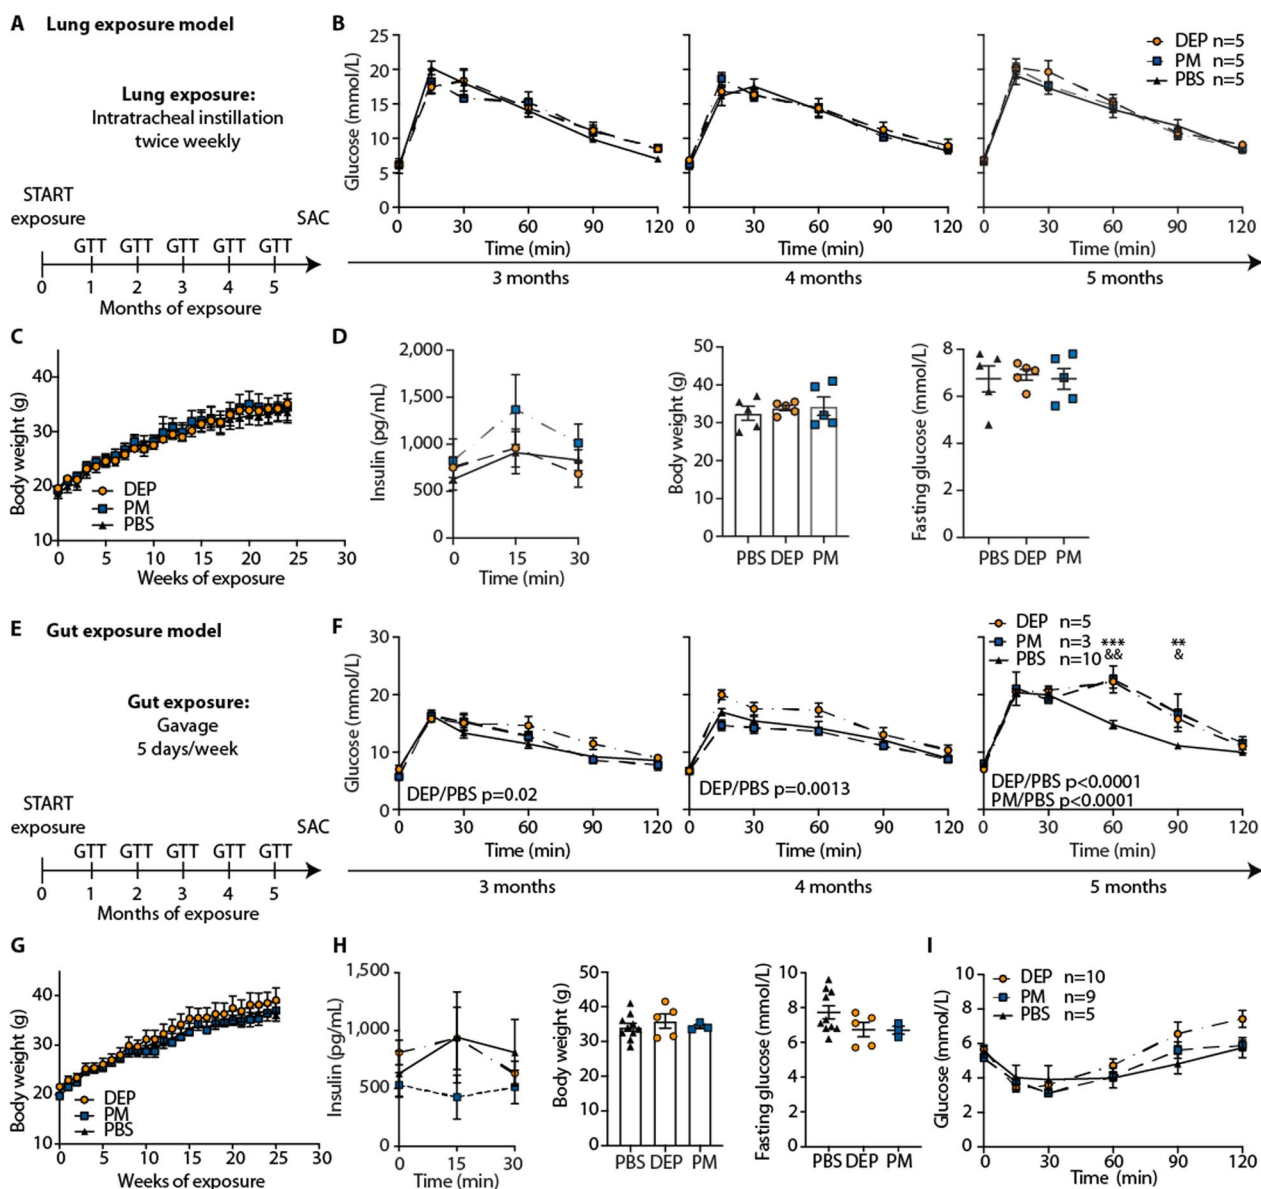 A Lung exposure model
Lung exposure:
Intratracheal instillation
twice weekly
START
exposure
SAC
GTT GTT GTT GTT GTT
0 1 2 3 4 5
Months of expsoure
B
Glucose (mmol/L)
25
20
15
10
5
0
0 30 60 90 120
Time (min)
3 months
0 30 60 90 120
Time (min)
4 months
DEP n=5
PM n=5
PBS n=5
25
20
15
10
5
0
0 30 60 90 120
Time (min)
5 months
C
Body weight (g)
40
30
20
10
DEP
PM
PBS
0 5 10 15 20 25 30
Weeks of exposure
D
Insulin (pg/mL)
2,000
1,500
1,000
500
0
0 15 30
Time (min)
Body weight (g)
50
40
30
20
10
0
PBS DEP PM
Fasting glucose (mmol/L)
8
6
4
2
0
PBS DEP PM
E Gut exposure model
Gut exposure:
Gavage
5 days/week
START
exposure
SAC
GTT GTT GTT GTT GTT
0 1 2 3 4 5
Months of exposure
F
Glucose (mmol/L)
30
20
10
0
DEP/PBS p=0.02
0 30 60 90 120
Time (min)
3 months
DEP/PBS p=0.0013
0 30 60 90 120
Time (min)
4 months
DEP n=5
PM n=3
PBS n=10
*** **
&& &
DEP/PBS p<0.0001
PM/PBS p<0.0001
0 30 60 90 120
Time (min)
5 months
G
Body weight (g)
40
30
20
10
DEP
PM
PBS
0 5 10 15 20 25 30
Weeks of exposure
H
Insulin (pg/mL)
1,500
1,000
500
0
0 15 30
Time (min)
Body weight (g)
50
40
30
20
10
0
PBS DEP PM
Fasting glucose (mmol/L)
10
8
6
4
2
0
PBS DEP PM
I
Glucose (mmol/L)
10
8
6
4
2
0
DEP n=10
PM n=9
PBS n=5
0 30 60 90 120
Time (min)